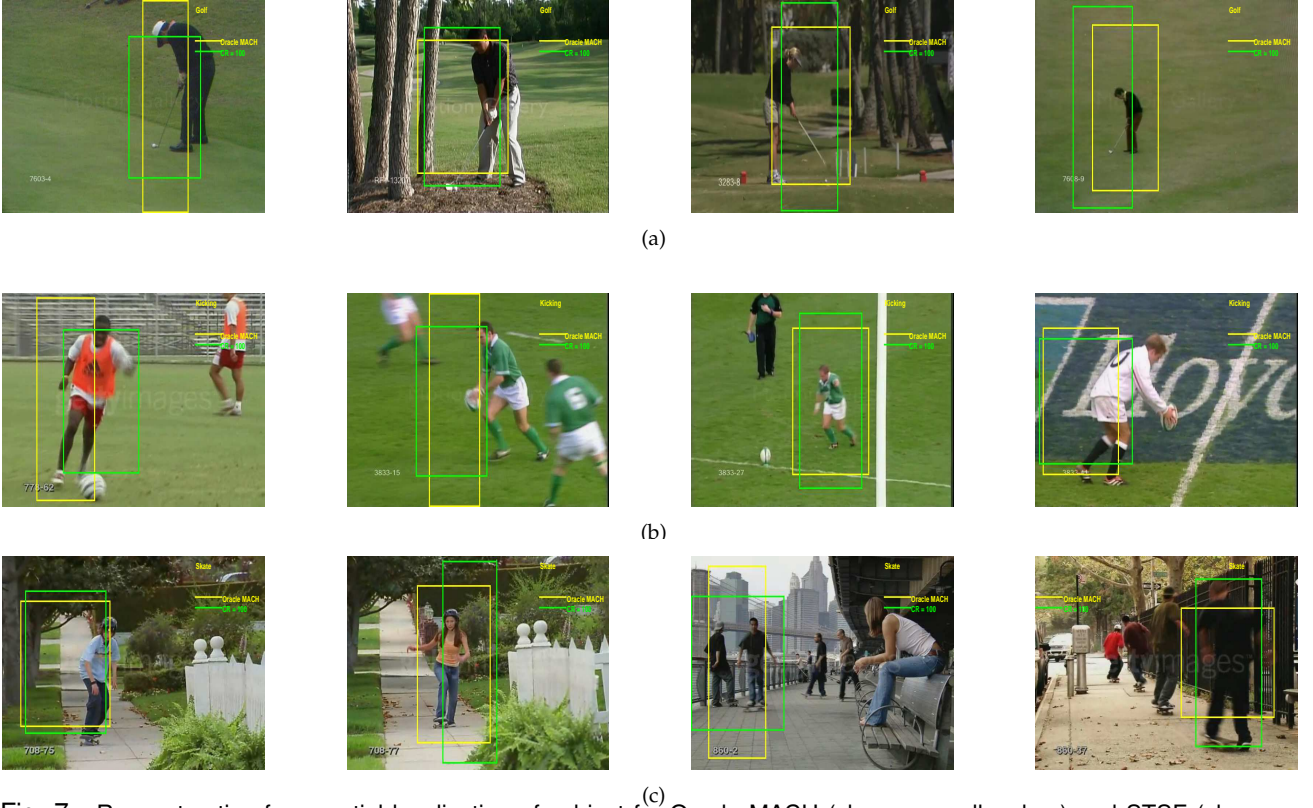 Golf
Oracle MACH
CR = 100
7603-4
Golf
Oracle MACH
CR = 100
Oracle MACH
CR = 100
3283-8
Golf
Oracle MACH
CR = 100
7608-9
(a)
Kicking
Oracle MACH
CR = 100
gettyimages
Kicking
Oracle MACH
CR = 100
3833-15
Kicking
Oracle MACH
CR = 100
3833-27
Kicking
Oracle MACH
CR = 100
(b)
Skate
Oracle MACH
CR = 100
708-75
Skate
Oracle MACH
CR = 100
708-77
Skate
Oracle MACH
CR = 100
860-2
Skate
Oracle MACH
CR = 100
860-37
(c)